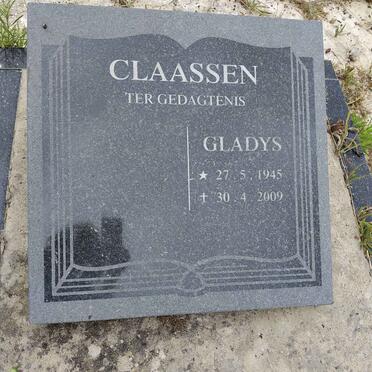 CLAASSEN
TER GEDAGTENIS
GLADYS
★ 27 . 5 . 1945
✝ 30 . 4 . 2009